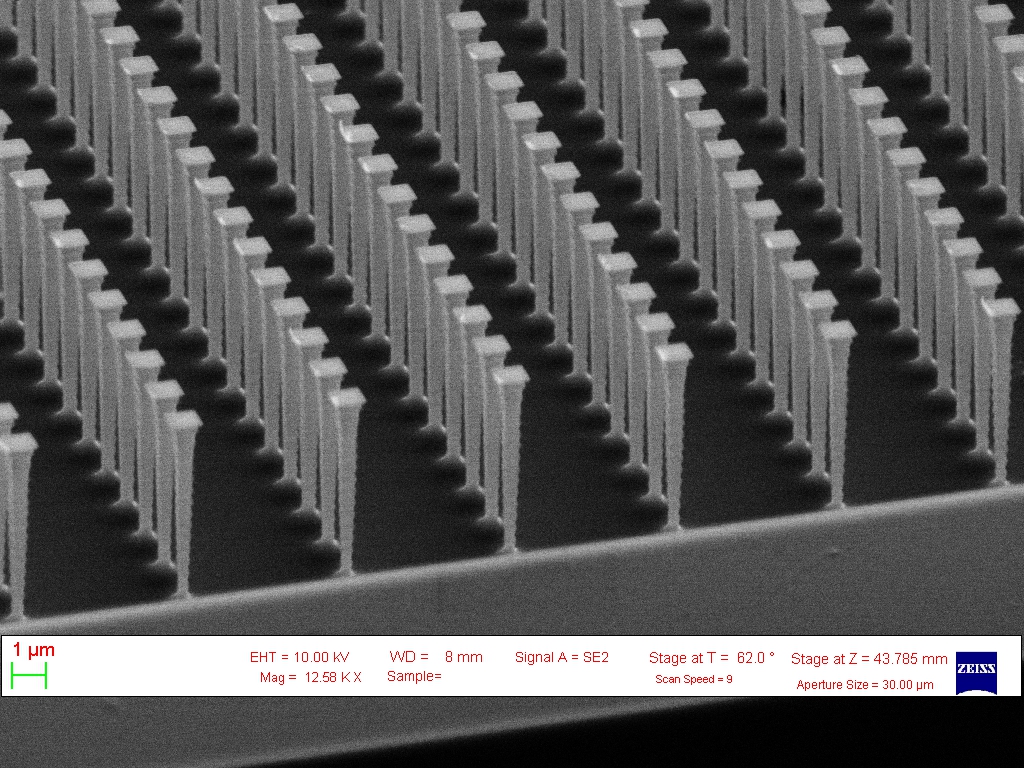 1 µm
EHT = 10.00 kV
WD = 8 mm
Signal A = SE2
Stage at T = 62.0 °
Stage at Z = 43.785 mm
Mag = 12.58 K X
Sample=
Scan Speed = 9
Aperture Size = 30.00 µm
ZEISS